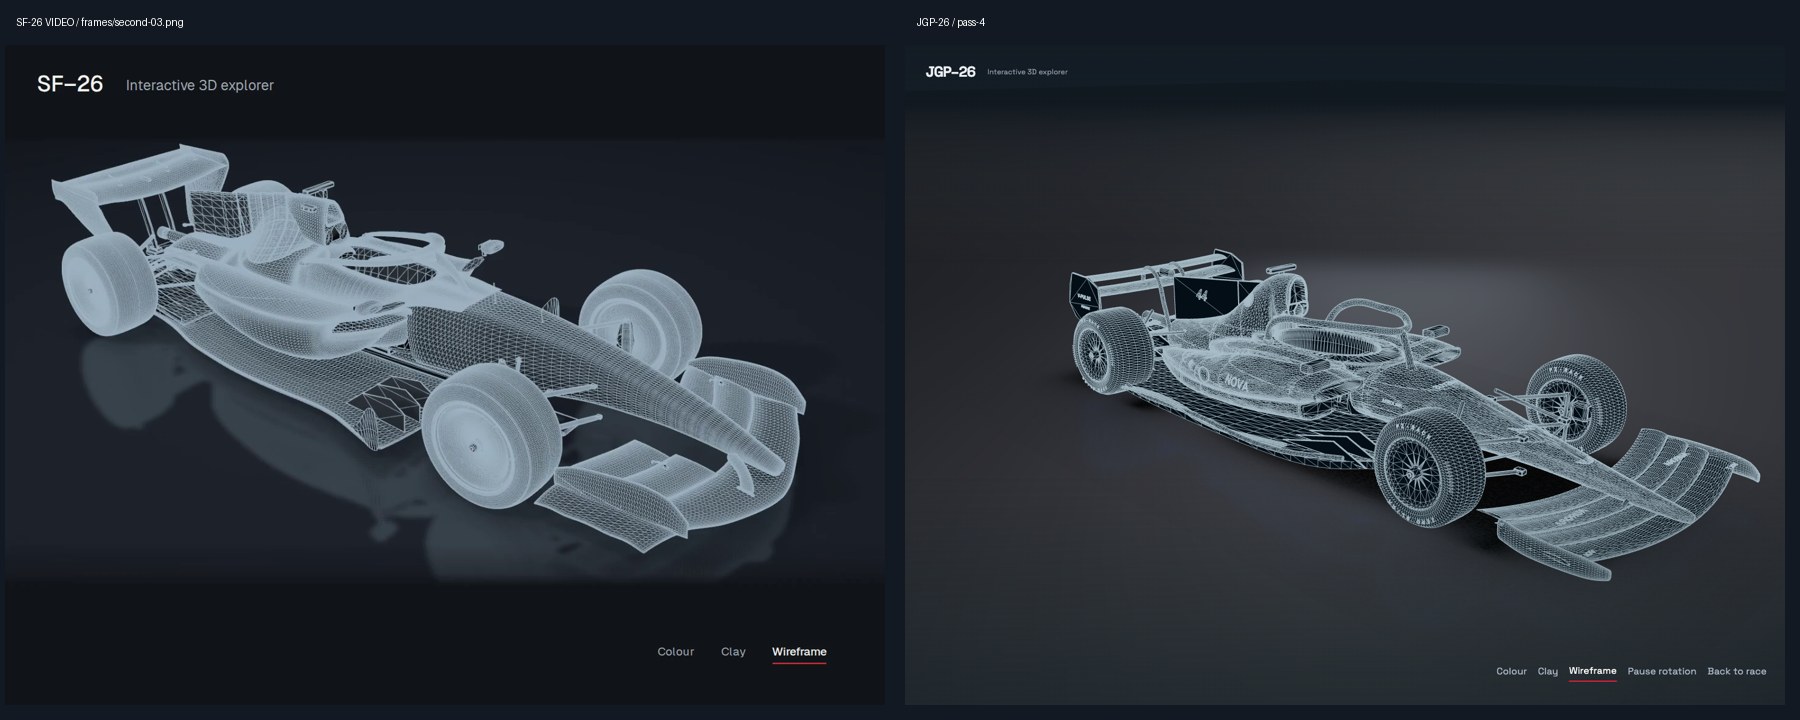 SF-26 VIDEO / frames/second-03.png
SF–26 Interactive 3D explorer
Colour Clay Wireframe
JGP-26 / pass-4
JGP–26 Interactive 3D explorer
44
NOVA
Colour Clay Wireframe Pause rotation Back to race